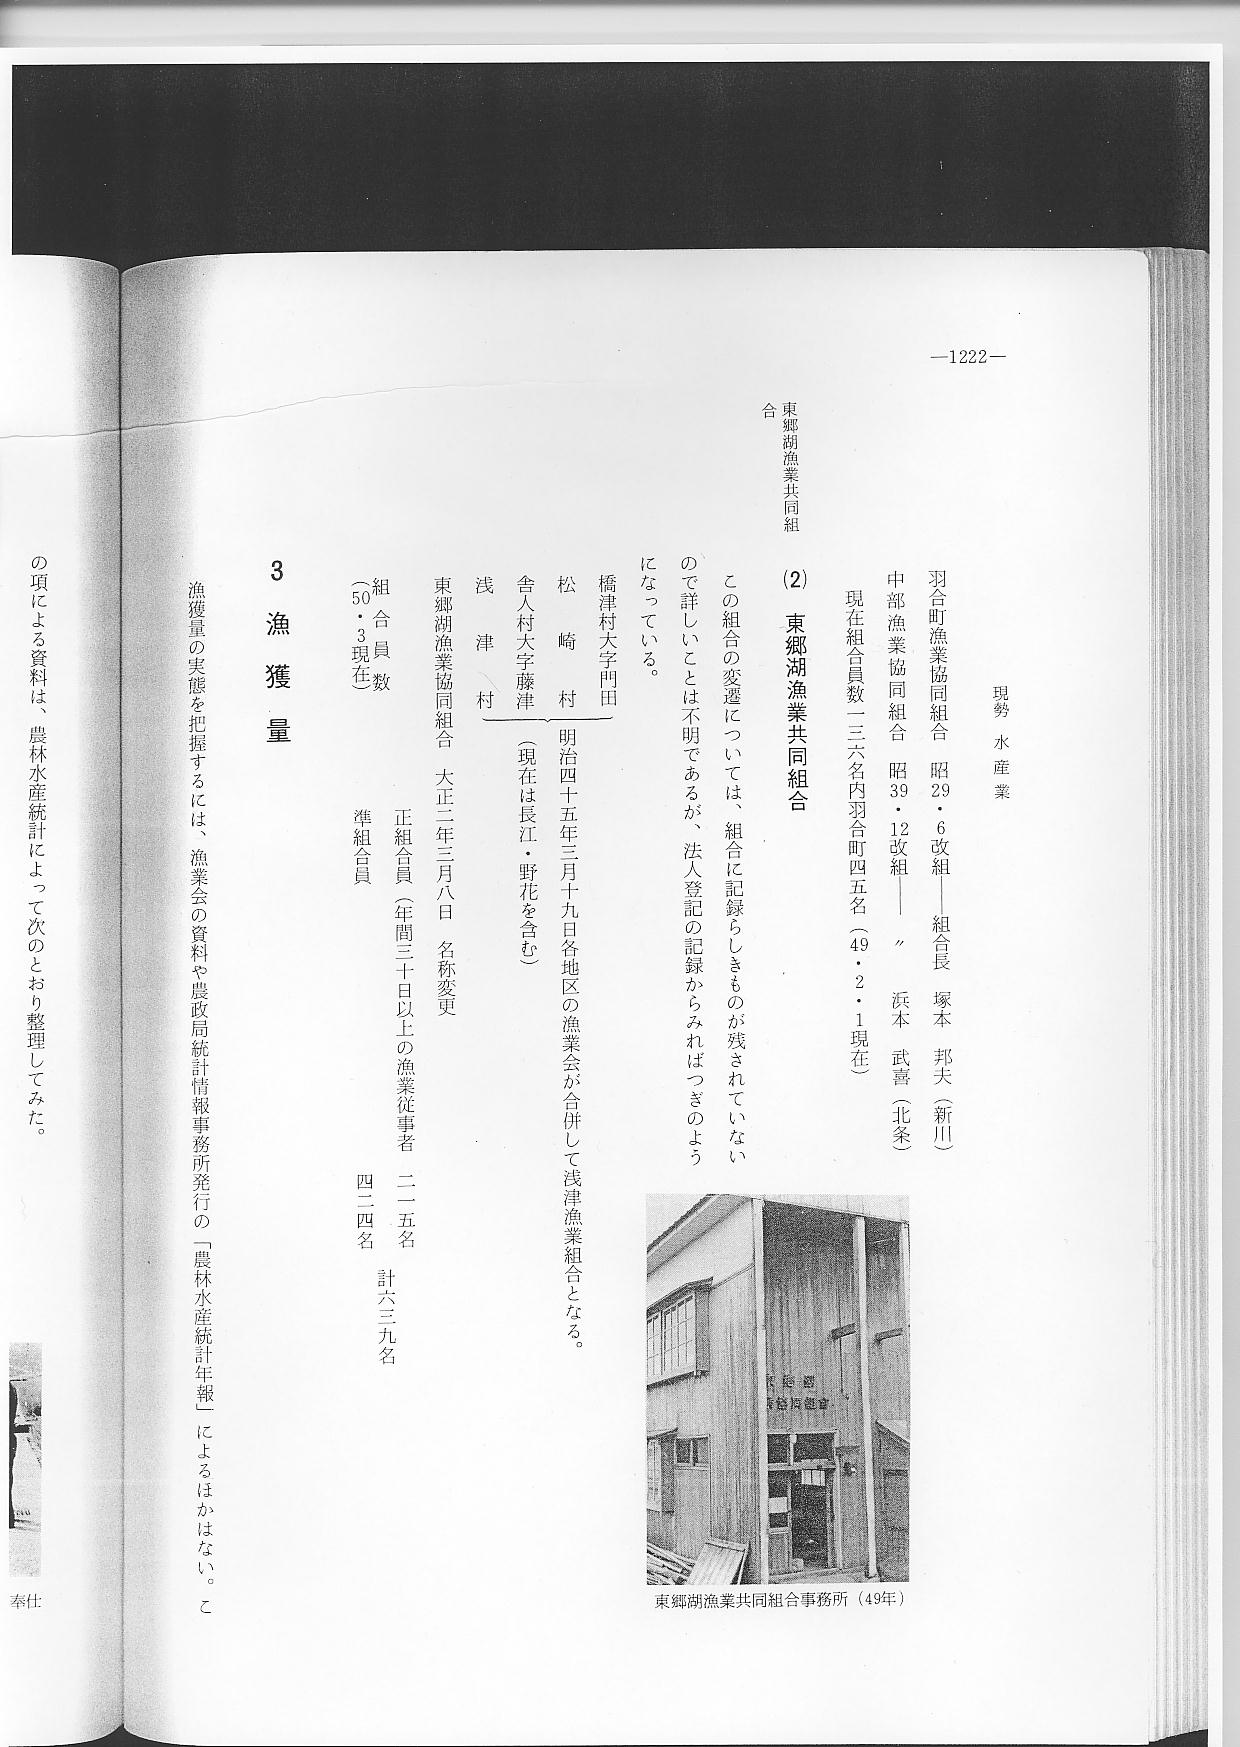 —1222—
現勢　水産業
羽合町漁業協同組合　昭29・6改組——組合長　塚本　邦夫（新川）
中部漁業協同組合　昭39・12改組——　〃　浜本　武喜（北条）
現在組合員数一三六名内羽合町四五名（49・2・1現在）
東郷湖漁業共同組
合
(2)　東郷湖漁業共同組合
この組合の変遷については、組合に記録らしきものが残されていない
ので詳しいことは不明であるが、法人登記の記録からみればつぎのよう
になっている。
橋津村大字門田
松崎村
舎人村大字藤津
浅津村
明治四十五年三月十九日各地区の漁業会が合併して浅津漁業組合となる。
（現在は長江・野花を含む）
東郷湖漁業協同組合　大正二年三月八日　名称変更
組合員数
（50・3現在）
正組合員（年間三十日以上の漁業従事者　二一五名
準組合員　四二四名
計六三九名
3　漁獲量
漁獲量の実態を把握するには、漁業会の資料や農政局統計情報事務所発行の「農林水産統計年報」によるほかはない。こ
東郷湖漁業共同組合事務所（49年）
の項による資料は、農林水産統計によって次のとおり整理してみた。
奉仕